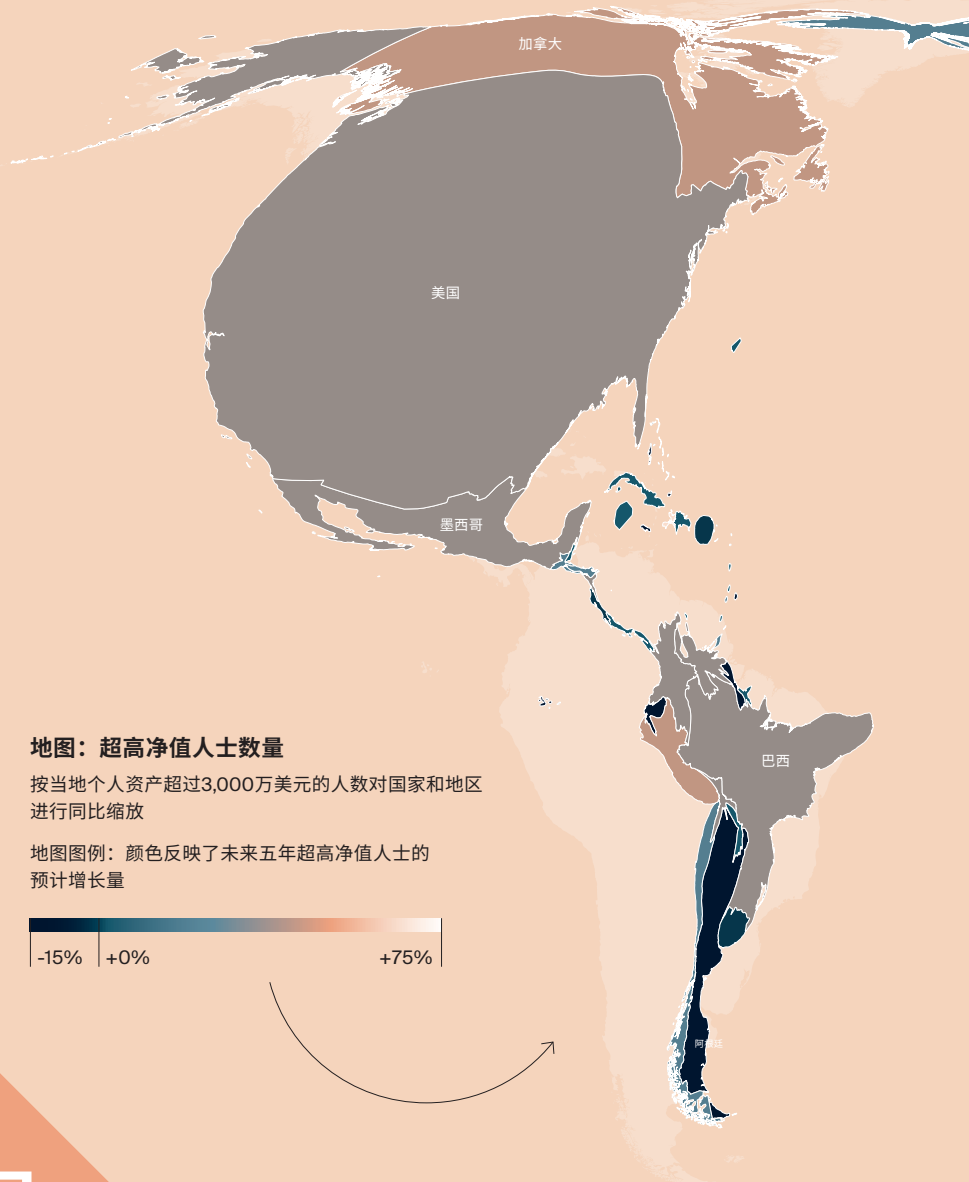 加拿大
美国
墨西哥
巴西
地图：超高净值人士数量
按当地个人资产超过3,000万美元的人数对国家和地区
进行同比缩放
地图图例：颜色反映了未来五年超高净值人士的
预计增长量
-15%
+0%
+75%
阿根廷